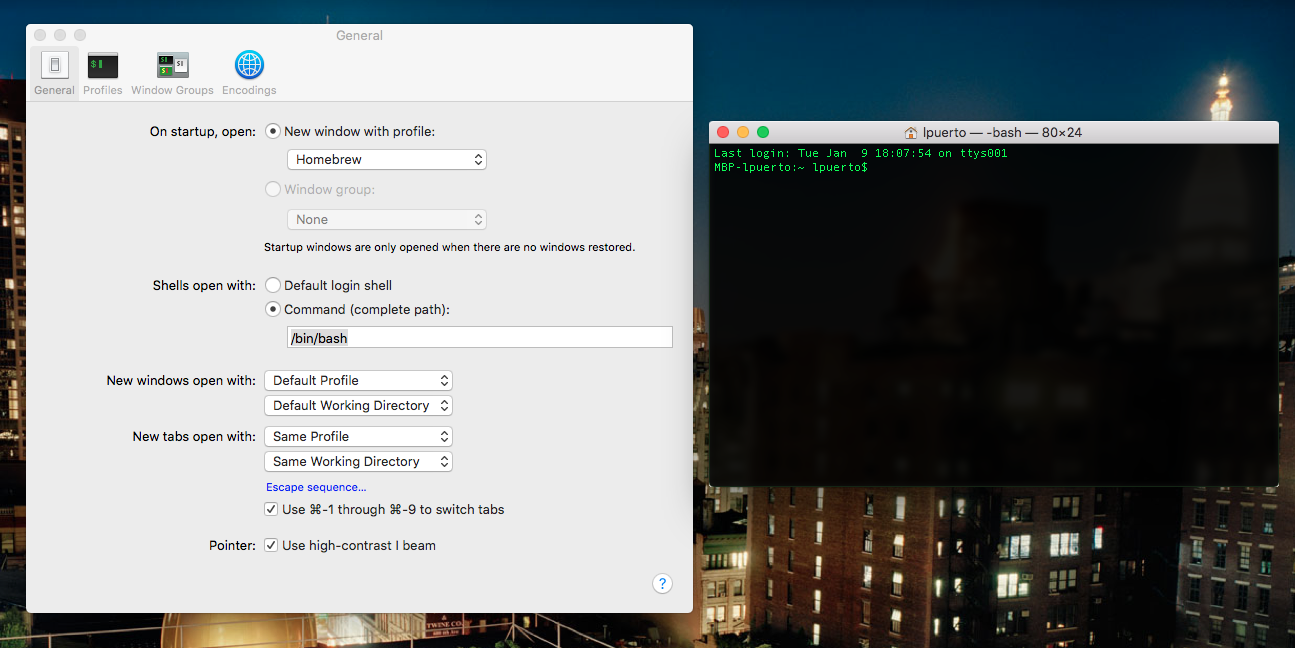 General
General Profiles Window Groups Encodings
On startup, open: New window with profile:
Homebrew
Window group:
None
Startup windows are only opened when there are no windows restored.
Shells open with: Default login shell
Command (complete path):
/bin/bash
New windows open with: Default Profile
Default Working Directory
New tabs open with: Same Profile
Same Working Directory
Escape sequence...
Use ⌘-1 through ⌘-9 to switch tabs
Pointer: Use high-contrast I beam
?
lpuerto — -bash — 80×24
Last login: Tue Jan  9 18:07:54 on ttys001
MBP-lpuerto:~ lpuerto$
TWINE CO.